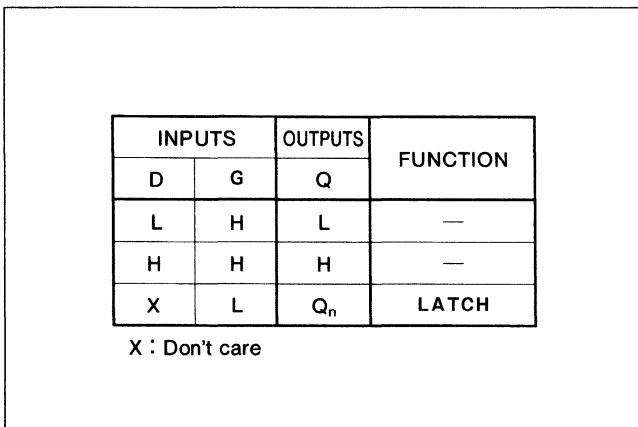 INPUTS OUTPUTS FUNCTION
D G Q
L H L —
H H H —
X L Qn LATCH
X : Don't care